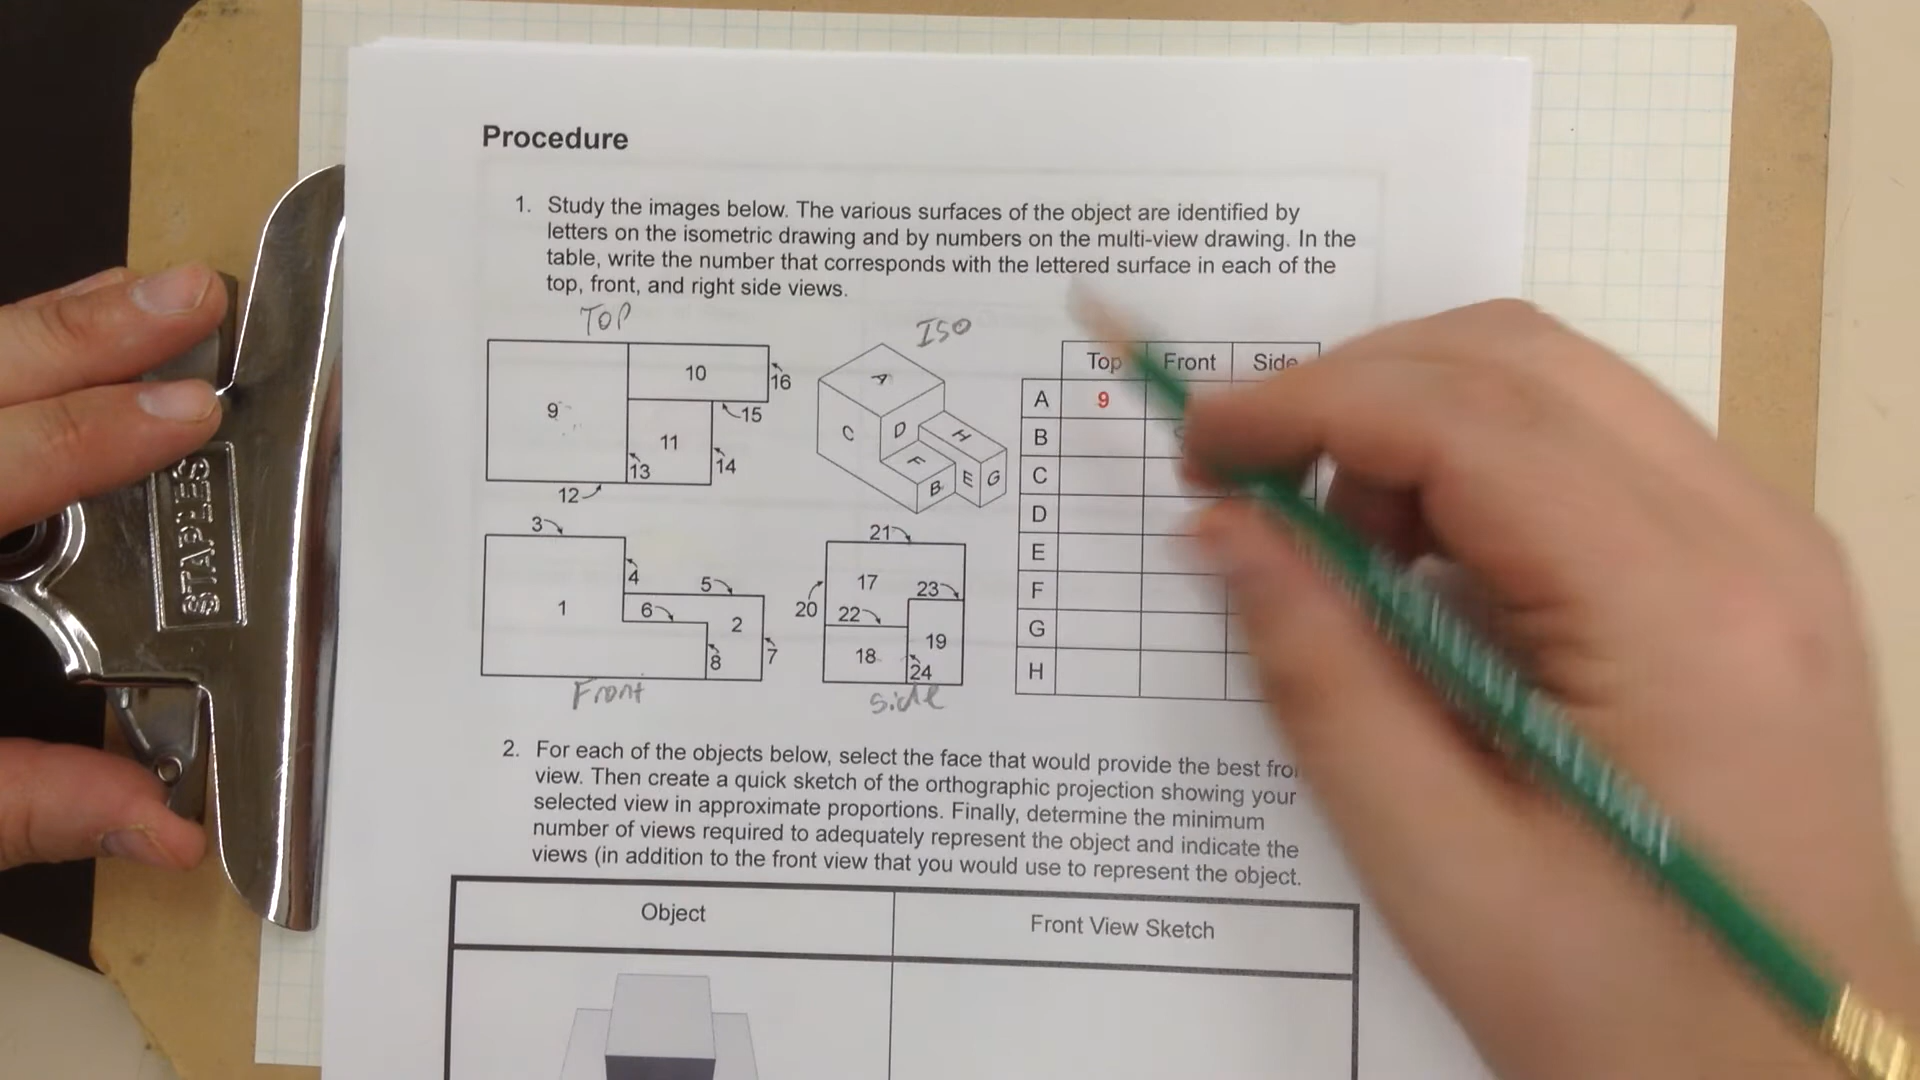 Procedure
1. Study the images below. The various surfaces of the object are identified by
letters on the isometric drawing and by numbers on the multi-view drawing. In the
table, write the number that corresponds with the lettered surface in each of the
top, front, and right side views.
TOP
ISO
10
16
9
15
11
13
14
12
A
C
D
H
F
B
E
G
Top Front Side
A 9
B
C
D
E
F
G
H
3
4
5
6
1
2
8
7
Front
21
17
23
20
22
19
18
24
Side
2. For each of the objects below, select the face that would provide the best
view. Then create a quick sketch of the orthographic projection showing your
selected view in approximate proportions. Finally, determine the minimum
number of views required to adequately represent the object and indicate the
views (in addition to the front view that you would use to represent the object.
Object Front View Sketch
STAPLES